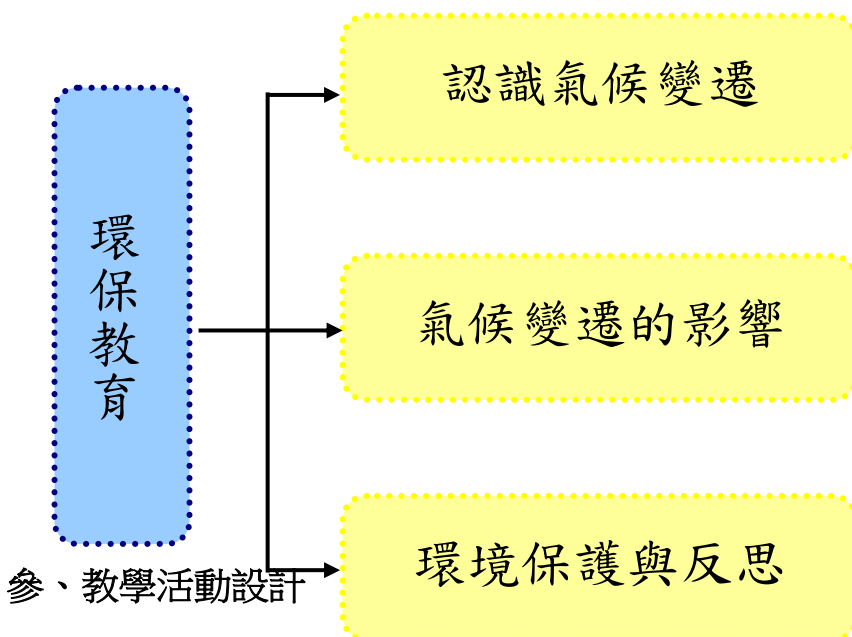 環保教育
認識氣候變遷
氣候變遷的影響
環境保護與反思
參、教學活動設計